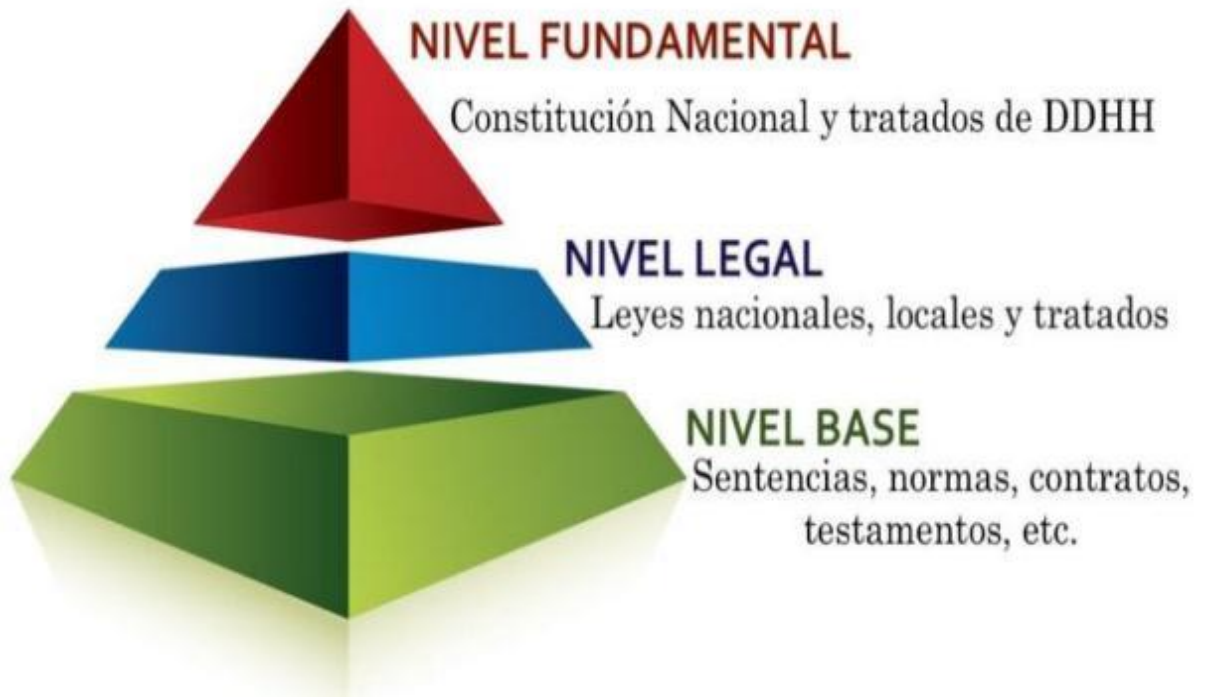 NIVEL FUNDAMENTAL
Constitución Nacional y tratados de DDHH
NIVEL LEGAL
Leyes nacionales, locales y tratados
NIVEL BASE
Sentencias, normas, contratos,
testamentos, etc.